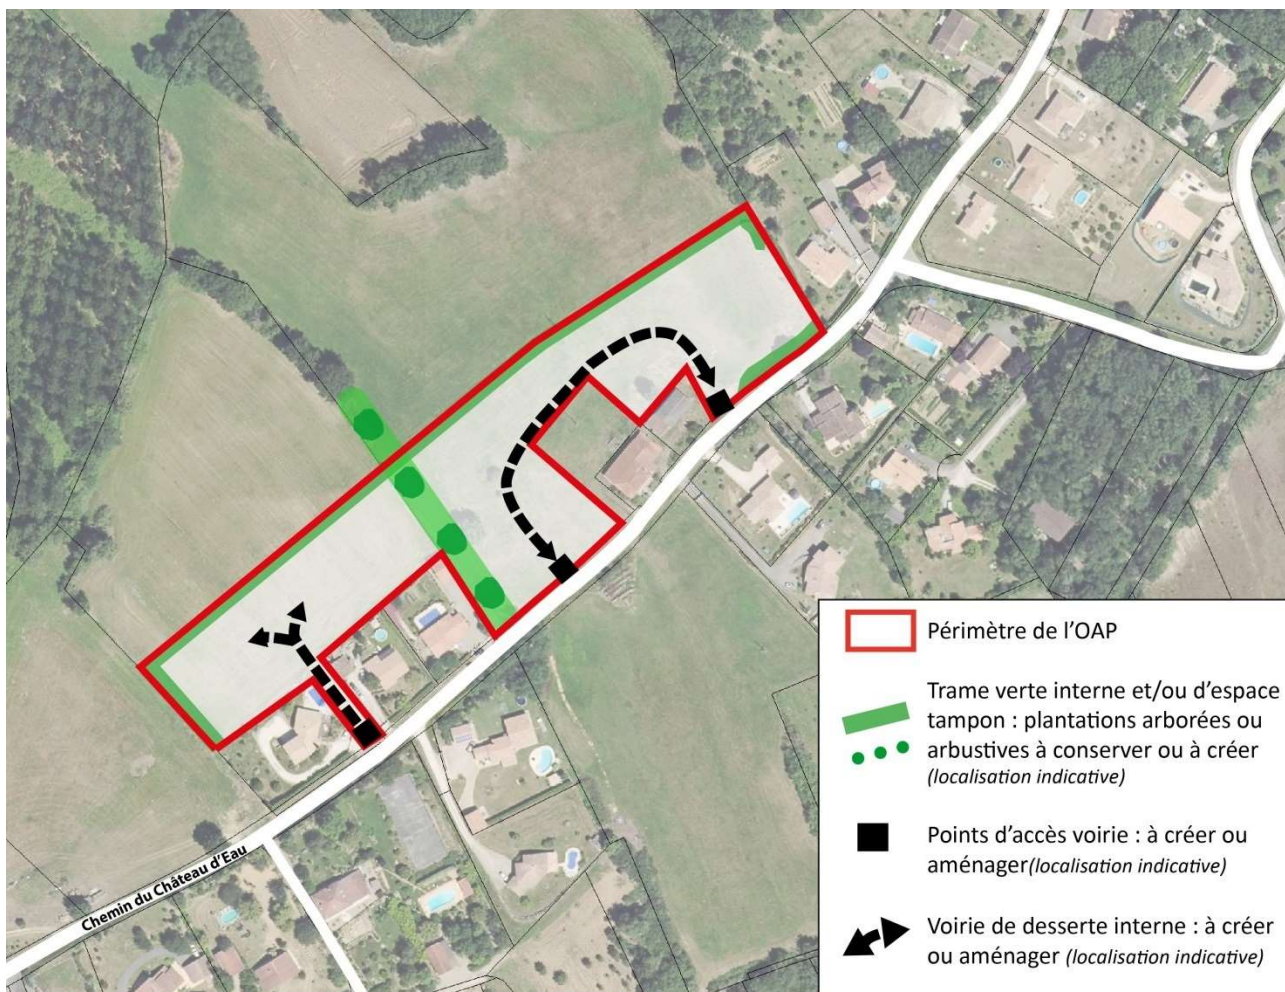 Chemin du Château d'Eau
Périmètre de l'OAP
Trame verte interne et/ou d'espace
tampon : plantations arborées ou
arbustives à conserver ou à créer
(localisation indicative)
Points d'accès voirie : à créer ou
aménager(localisation indicative)
Voirie de desserte interne : à créer
ou aménager (localisation indicative)